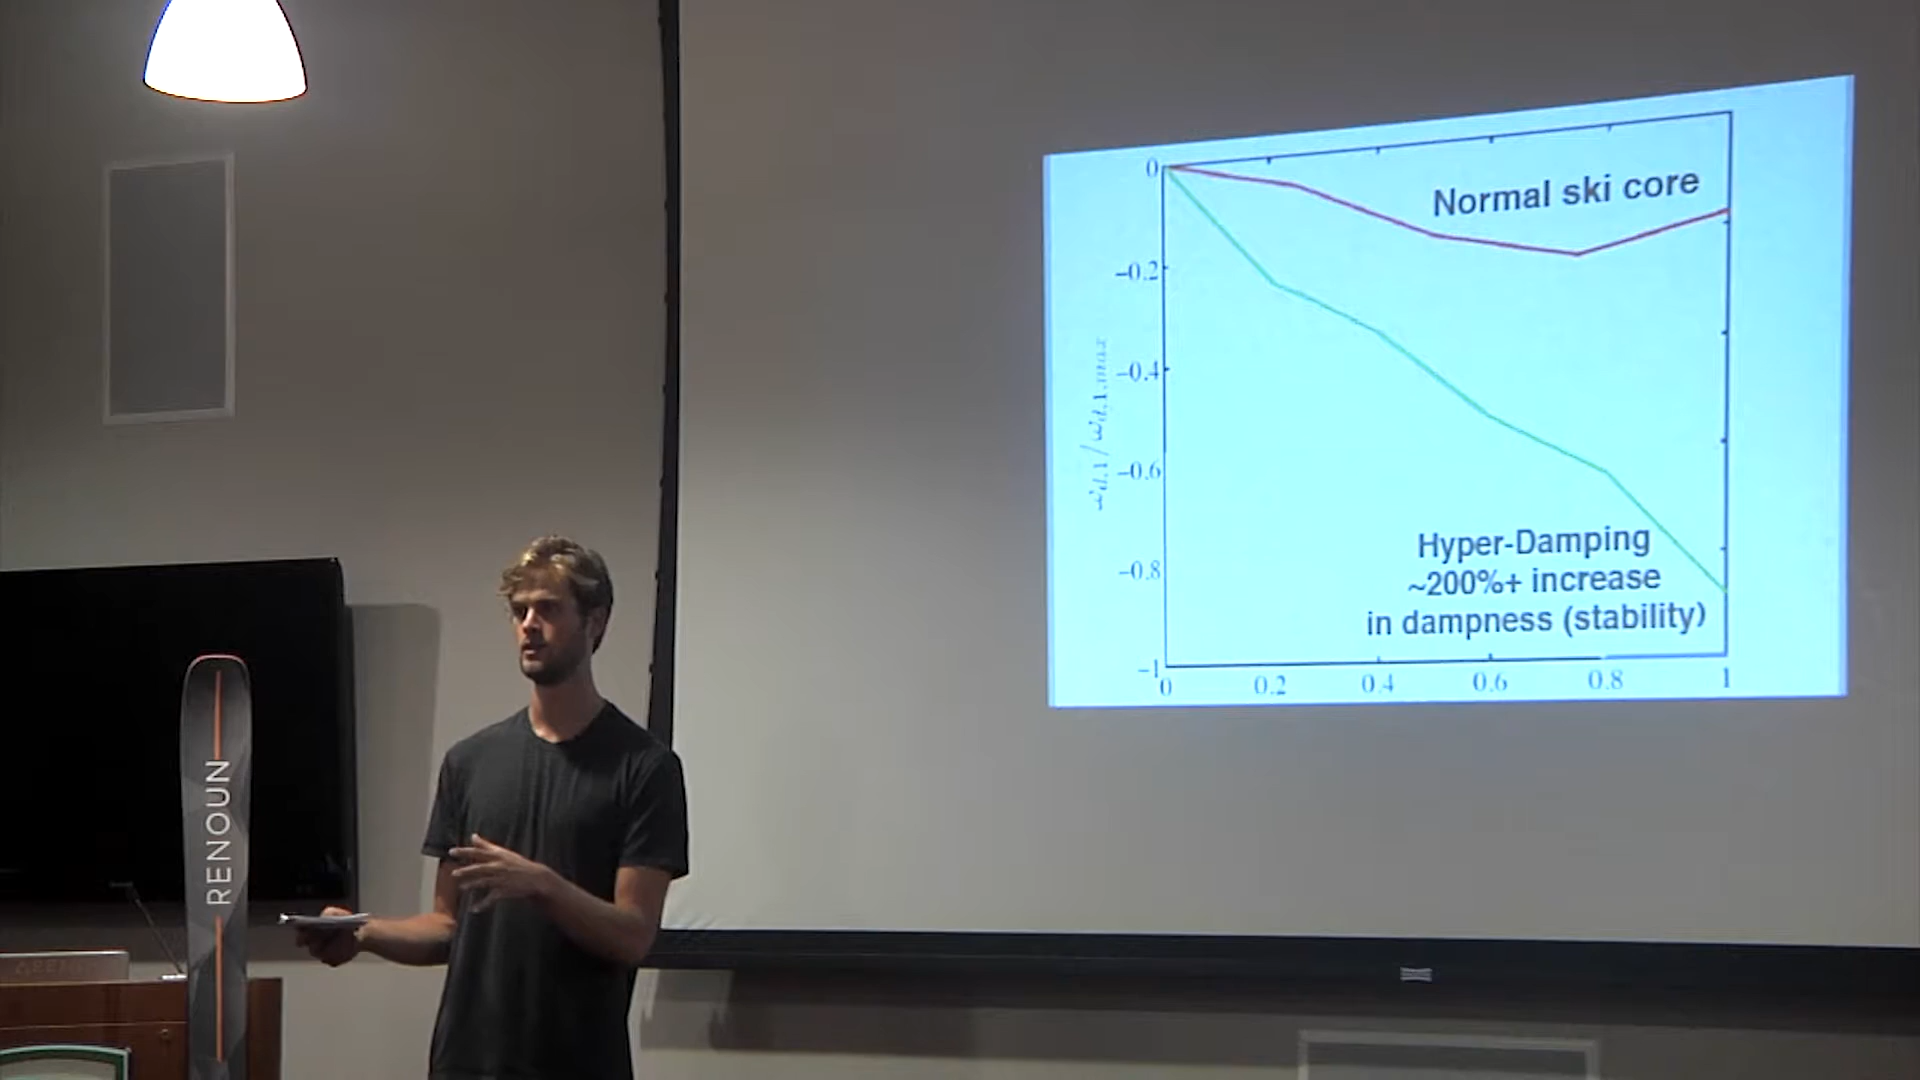 RENOUN
0
Normal ski core
−0.2
−0.4
−0.6
−0.8
−1
Hyper-Damping
~200%+ increase
in dampness (stability)
0
0.2
0.4
0.6
0.8
1